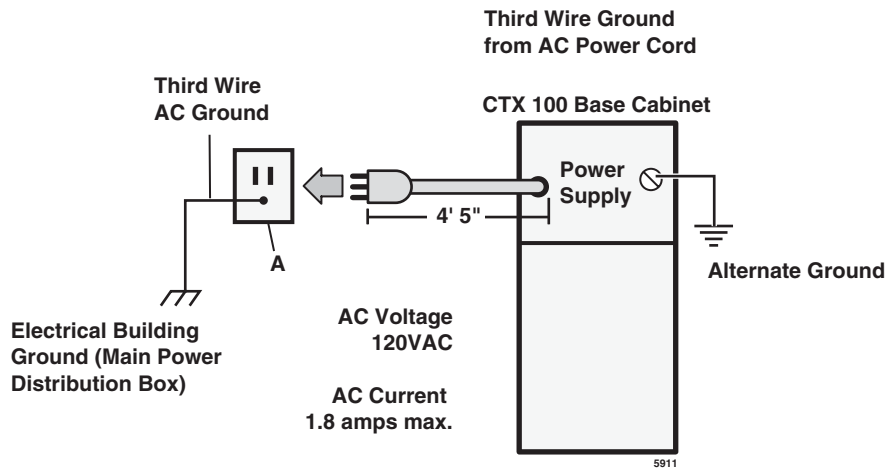 Third Wire Ground
from AC Power Cord
Third Wire
AC Ground
CTX 100 Base Cabinet
Power
Supply
4' 5"
A
Alternate Ground
Electrical Building
Ground (Main Power
Distribution Box)
AC Voltage
120VAC
AC Current
1.8 amps max.
5911